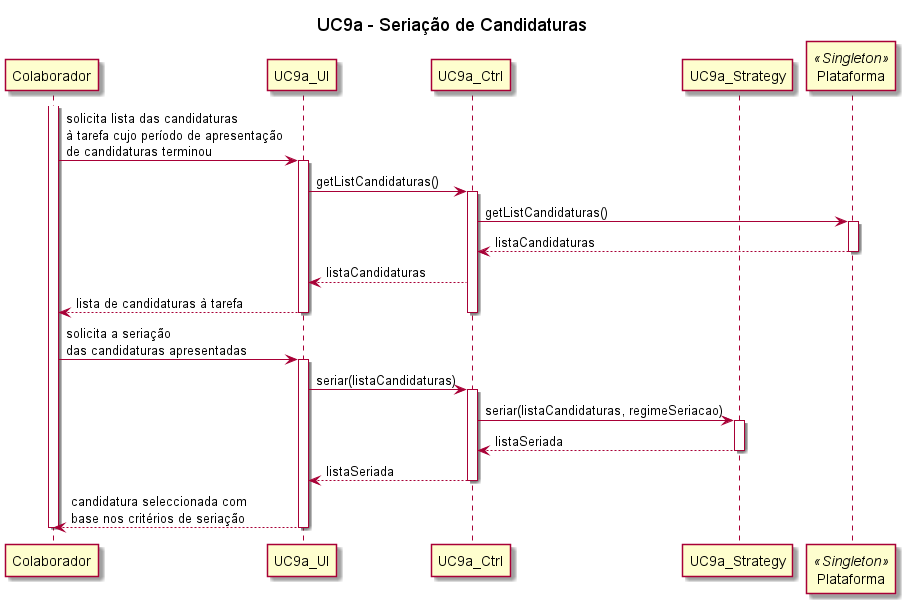 UC9a - Seriação de Candidaturas
Colaborador
UC9a_UI
UC9a_Ctrl
UC9a_Strategy
«Singleton»
Plataforma
solicita lista das candidaturas
à tarefa cujo período de apresentação
de candidaturas terminou
getListCandidaturas()
getListCandidaturas()
listaCandidaturas
listaCandidaturas
lista de candidaturas à tarefa
solicita a seriação
das candidaturas apresentadas
seriar(listaCandidaturas)
seriar(listaCandidaturas, regimeSeriacao)
listaSeriada
listaSeriada
candidatura seleccionada com
base nos critérios de seriação
Colaborador
UC9a_UI
UC9a_Ctrl
UC9a_Strategy
«Singleton»
Plataforma